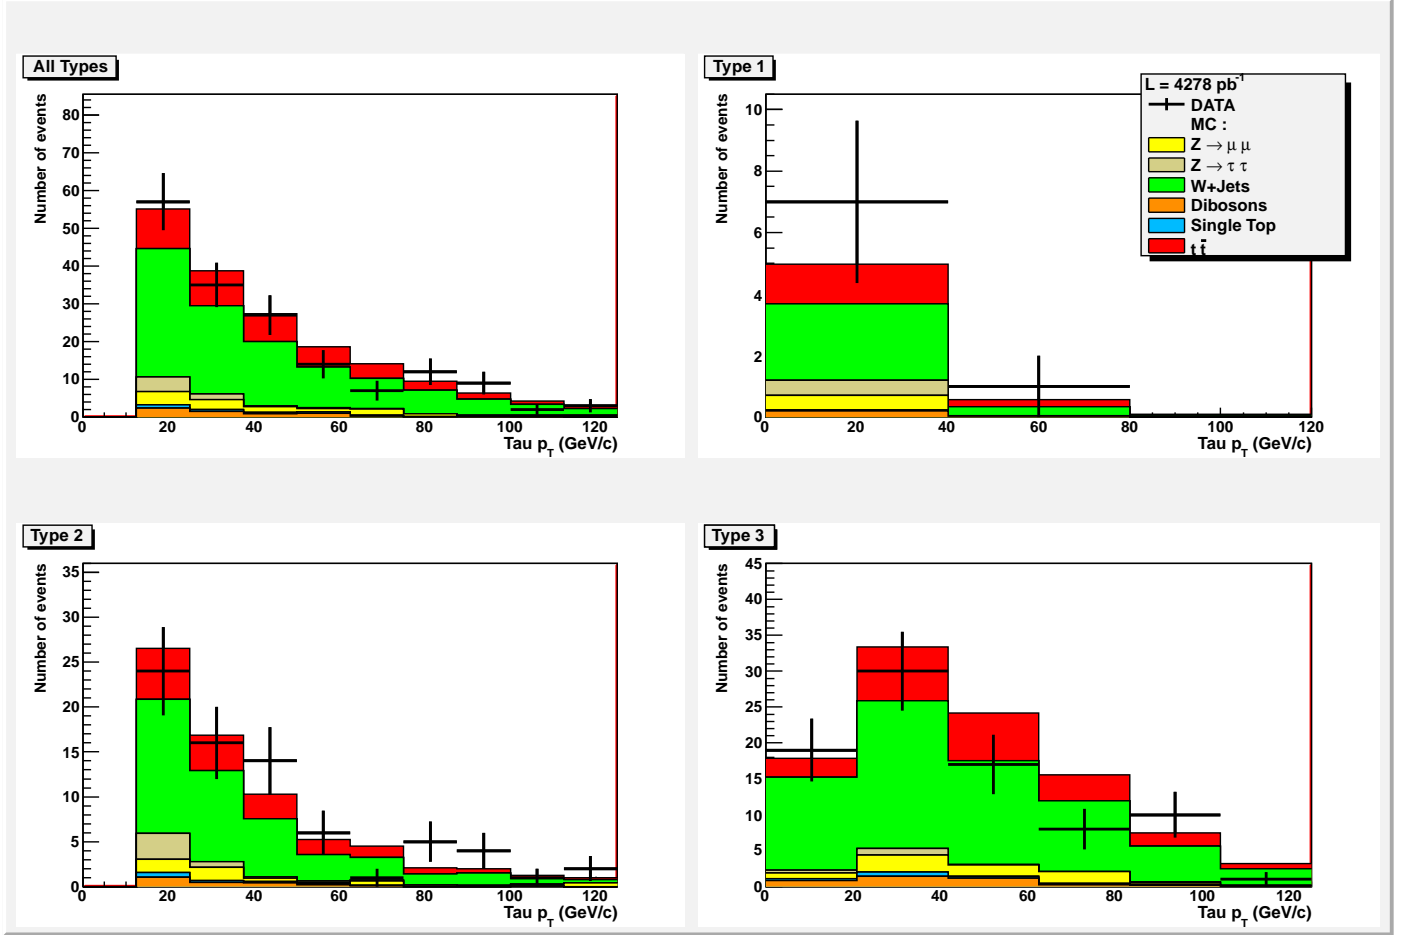 All Types
Number of events
80
70
60
50
40
30
20
10
0
0 20 40 60 80 100 120
Tau p_T (GeV/c)
Type 1
Number of events
10
8
6
4
2
0
0 20 40 60 80 100 120
Tau p_T (GeV/c)
L = 4278 pb^-1
DATA
MC :
Z → μ μ
Z → τ τ
W+Jets
Dibosons
Single Top
t t̄
Type 2
Number of events
35
30
25
20
15
10
5
0
0 20 40 60 80 100 120
Tau p_T (GeV/c)
Type 3
Number of events
45
40
35
30
25
20
15
10
5
0
0 20 40 60 80 100 120
Tau p_T (GeV/c)